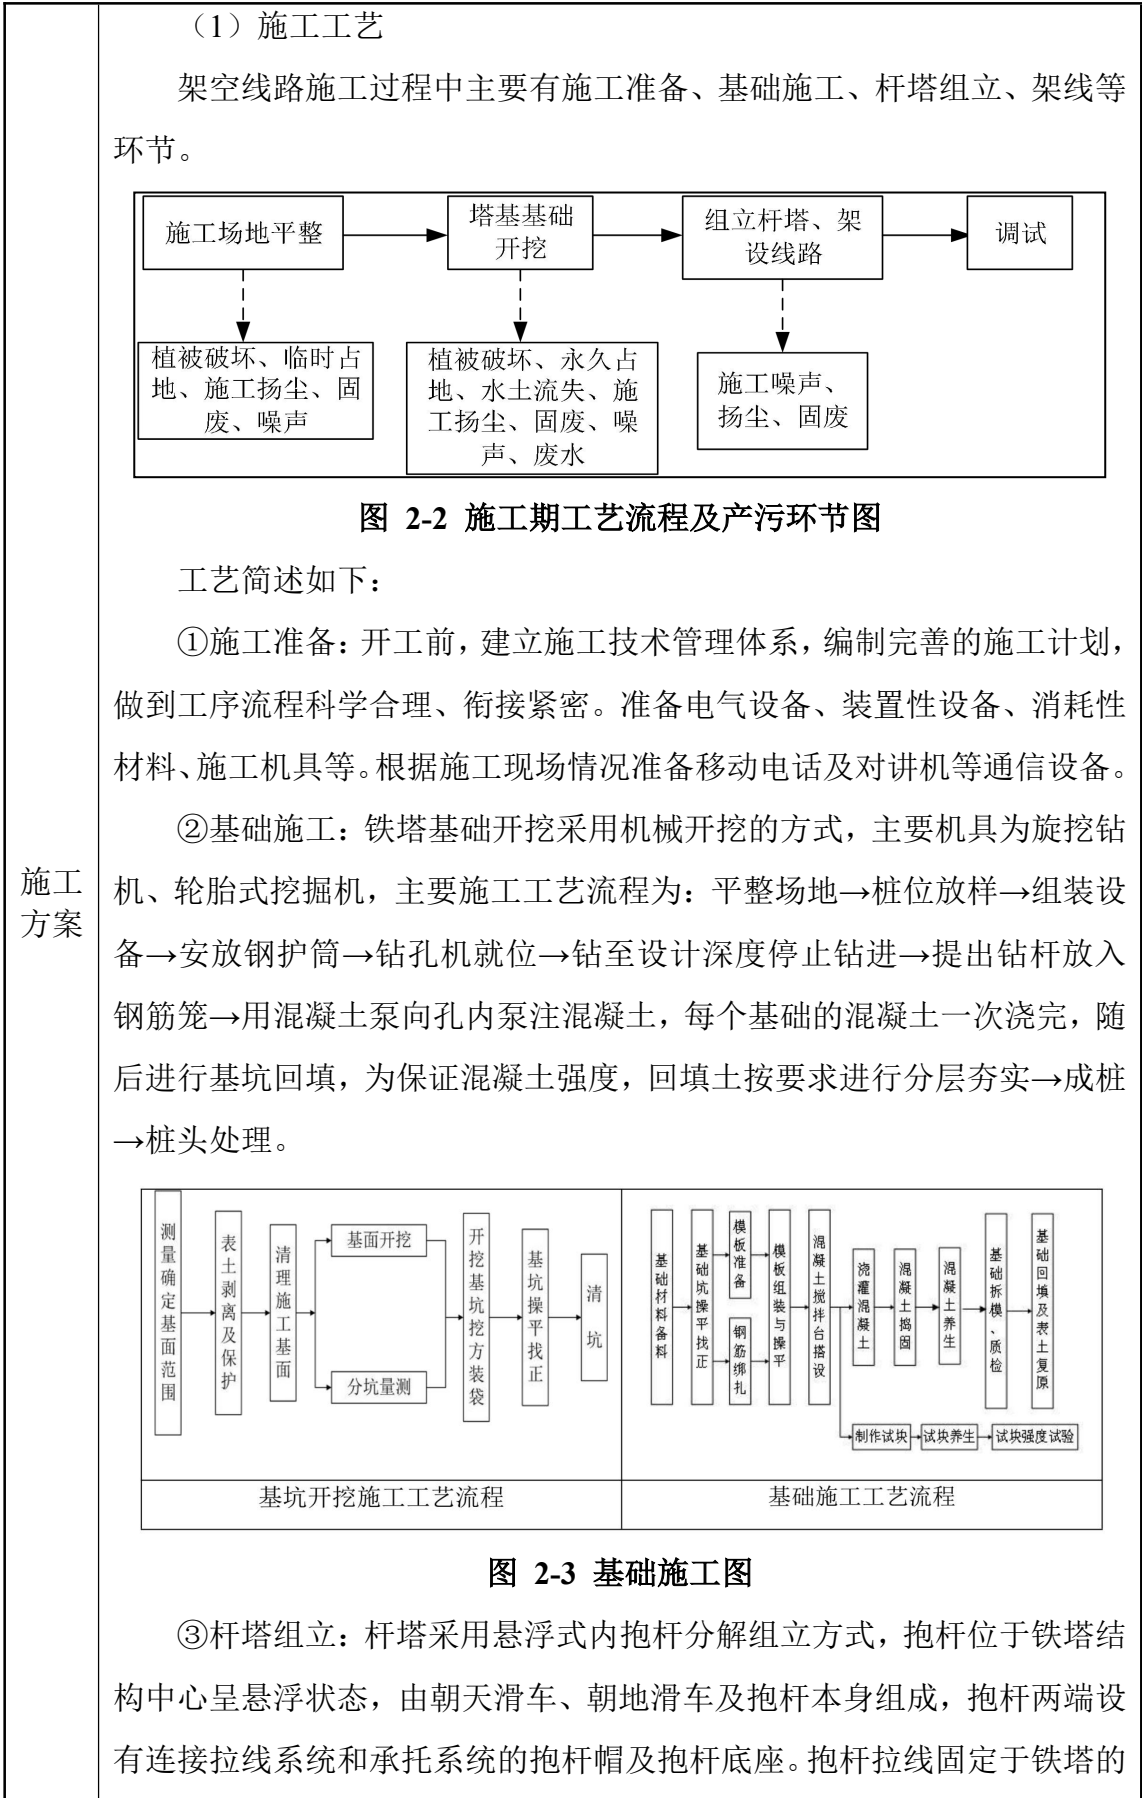 （1）施工工艺
架空线路施工过程中主要有施工准备、基础施工、杆塔组立、架线等
环节。
施工场地平整
塔基基础
开挖
组立杆塔、架
设线路
调试
植被破坏、临时占
地、施工扬尘、固
废、噪声
植被破坏、永久占
地、水土流失、施
工扬尘、固废、噪
声、废水
施工噪声、
扬尘、固废
图 2-2 施工期工艺流程及产污环节图
工艺简述如下：
①施工准备：开工前，建立施工技术管理体系，编制完善的施工计划，
做到工序流程科学合理、衔接紧密。准备电气设备、装置性设备、消耗性
材料、施工机具等。根据施工现场情况准备移动电话及对讲机等通信设备。
②基础施工：铁塔基础开挖采用机械开挖的方式，主要机具为旋挖钻
施工
方案
机、轮胎式挖掘机，主要施工工艺流程为：平整场地→桩位放样→组装设
备→安放钢护筒→钻孔机就位→钻至设计深度停止钻进→提出钻杆放入
钢筋笼→用混凝土泵向孔内泵注混凝土，每个基础的混凝土一次浇完，随
后进行基坑回填，为保证混凝土强度，回填土按要求进行分层夯实→成桩
→桩头处理。
测量确定基面范围
表土剥离及保护
清理施工基面
基面开挖
分坑量测
开挖基坑挖方装袋
基坑操平找正
清坑
基础材料备料
基础坑操平找正
模板准备
钢筋绑扎
模板组装与操平
混凝土搅拌台搭设
浇灌混凝土
混凝土捣固
混凝土养生
基础拆模、质检
基础回填及表土复原
制作试块
试块养生
试块强度试验
基坑开挖施工工艺流程
基础施工工艺流程
图 2-3 基础施工图
③杆塔组立：杆塔采用悬浮式内抱杆分解组立方式，抱杆位于铁塔结
构中心呈悬浮状态，由朝天滑车、朝地滑车及抱杆本身组成，抱杆两端设
有连接拉线系统和承托系统的抱杆帽及抱杆底座。抱杆拉线固定于铁塔的